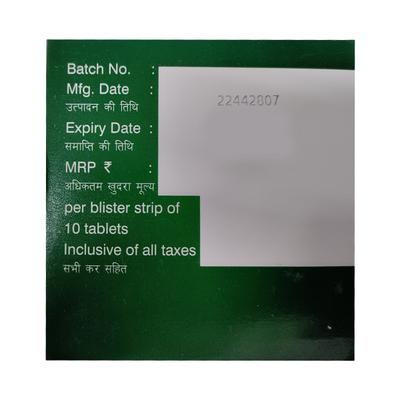 Batch No. :
22442807
Mfg. Date :
उत्पादन की तिथि
Expiry Date :
समाप्ति की तिथि
MRP ₹ :
अधिकतम खुदरा मूल्य
per blister strip of
10 tablets
Inclusive of all taxes
सभी कर सहित